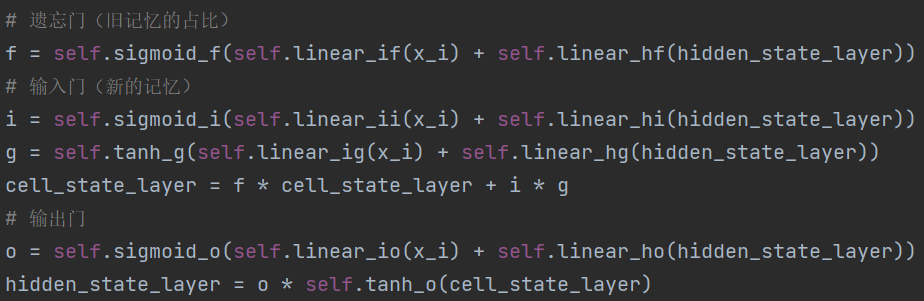 # 遗忘门（旧记忆的占比）
f = self.sigmoid_f(self.linear_if(x_i) + self.linear_hf(hidden_state_layer))
# 输入门（新的记忆）
i = self.sigmoid_i(self.linear_ii(x_i) + self.linear_hi(hidden_state_layer))
g = self.tanh_g(self.linear_ig(x_i) + self.linear_hg(hidden_state_layer))
cell_state_layer = f * cell_state_layer + i * g
# 输出门
o = self.sigmoid_o(self.linear_io(x_i) + self.linear_ho(hidden_state_layer))
hidden_state_layer = o * self.tanh_o(cell_state_layer)